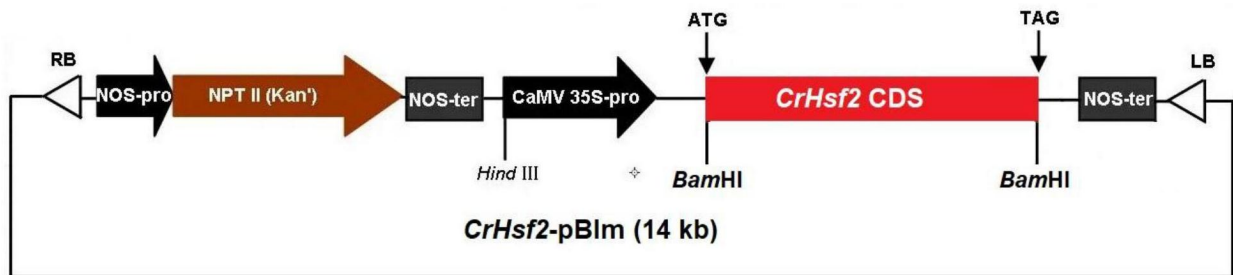 ATG
TAG
RB
LB
NOS-pro
NPT II (Kan')
NOS-ter
CaMV 35S-pro
CrHsf2 CDS
NOS-ter
Hind III
BamHI
BamHI
CrHsf2-pBIm (14 kb)